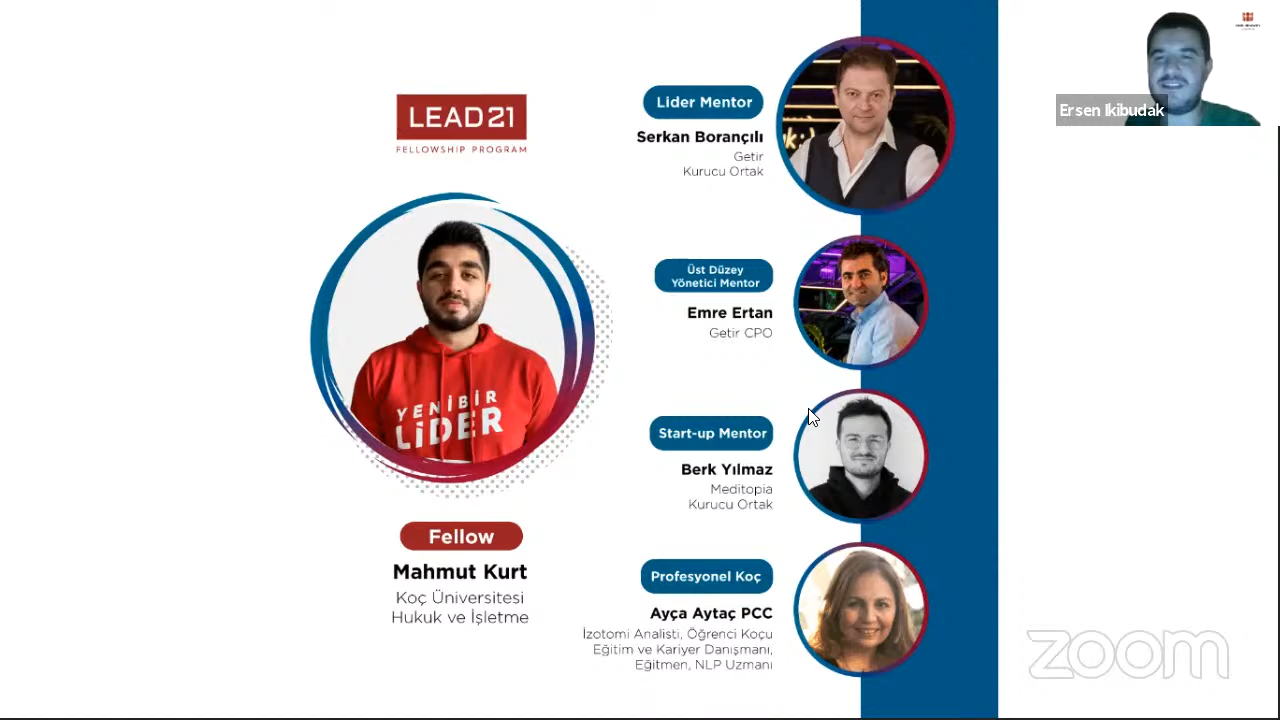 LEAD21
FELLOWSHIP PROGRAM
YENİBİR
LİDER
Fellow
Mahmut Kurt
Koç Üniversitesi
Hukuk ve İşletme
Lider Mentor
Serkan Borançılı
Getir
Kurucu Ortak
Üst Düzey
Yönetici Mentor
Emre Ertan
Getir CPO
Start-up Mentor
Berk Yılmaz
Meditopia
Kurucu Ortak
Profesyonel Koç
Ayça Aytaç PCC
İzotomi Analisti, Öğrenci Koçu
Eğitim ve Kariyer Danışmanı,
Eğitmen, NLP Uzmanı
Ersen Ikibudak
zoom